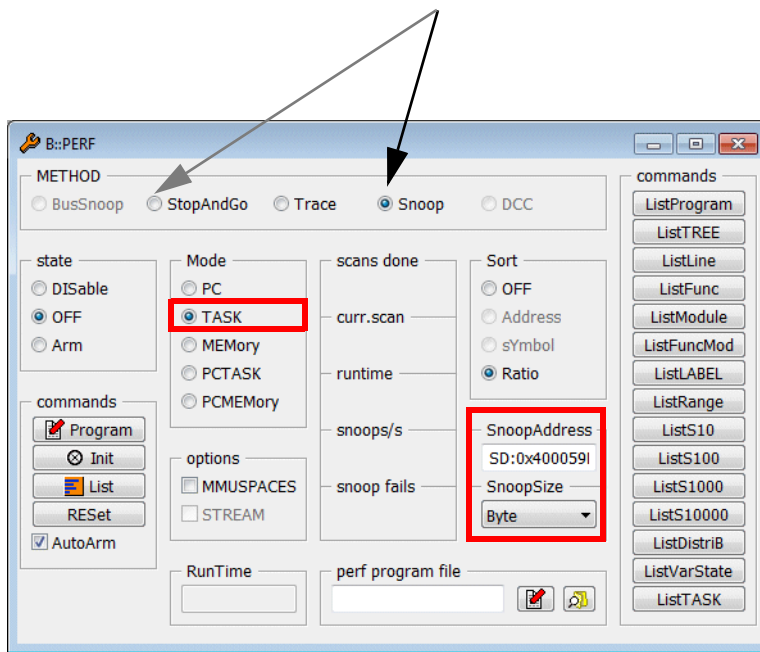 B::PERF
METHOD
BusSnoop StopAndGo Trace Snoop DCC
state
DISable
OFF
Arm
Mode
PC
TASK
MEMory
PCTASK
PCMEMory
scans done
curr.scan
runtime
snoops/s
snoop fails
Sort
OFF
Address
sYmbol
Ratio
commands
Program
Init
List
RESet
AutoArm
options
MMUSPACES
STREAM
SnoopAddress
SD:0x400059
SnoopSize
Byte
RunTime
perf program file
commands
ListProgram
ListTREE
ListLine
ListFunc
ListModule
ListFuncMod
ListLABEL
ListRange
ListS10
ListS100
ListS1000
ListS10000
ListDistriB
ListVarState
ListTASK